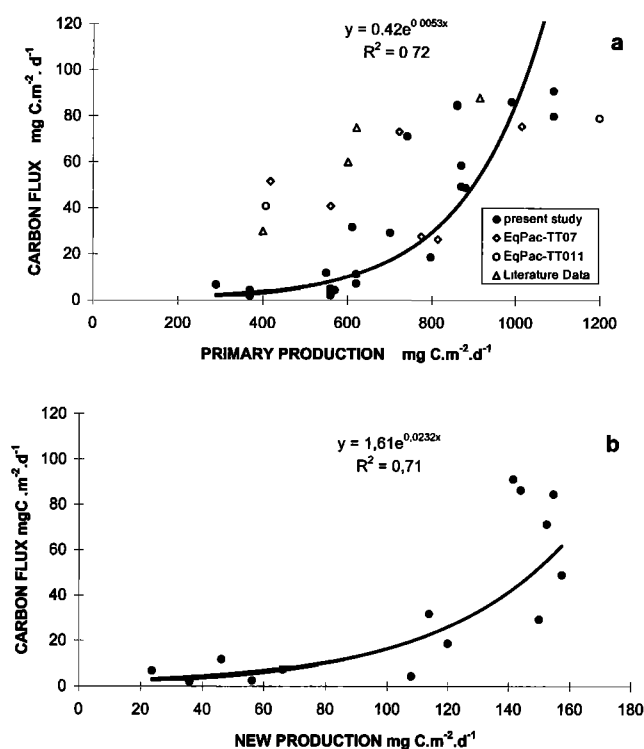 y = 0.42e^0 0053x
R² = 0 72
a
120
100
80
60
40
20
0
CARBON FLUX mg C.m⁻².d⁻¹
present study
EqPac-TT07
EqPac-TT011
Literature Data
0 200 400 600 800 1000 1200
PRIMARY PRODUCTION mg C.m⁻².d⁻¹
y = 1,61e^0,0232x
R² = 0,71
b
120
100
80
60
40
20
0
CARBON FLUX mgC .m⁻².d⁻¹
0 20 40 60 80 100 120 140 160 180
NEW PRODUCTION mg C.m⁻².d⁻¹